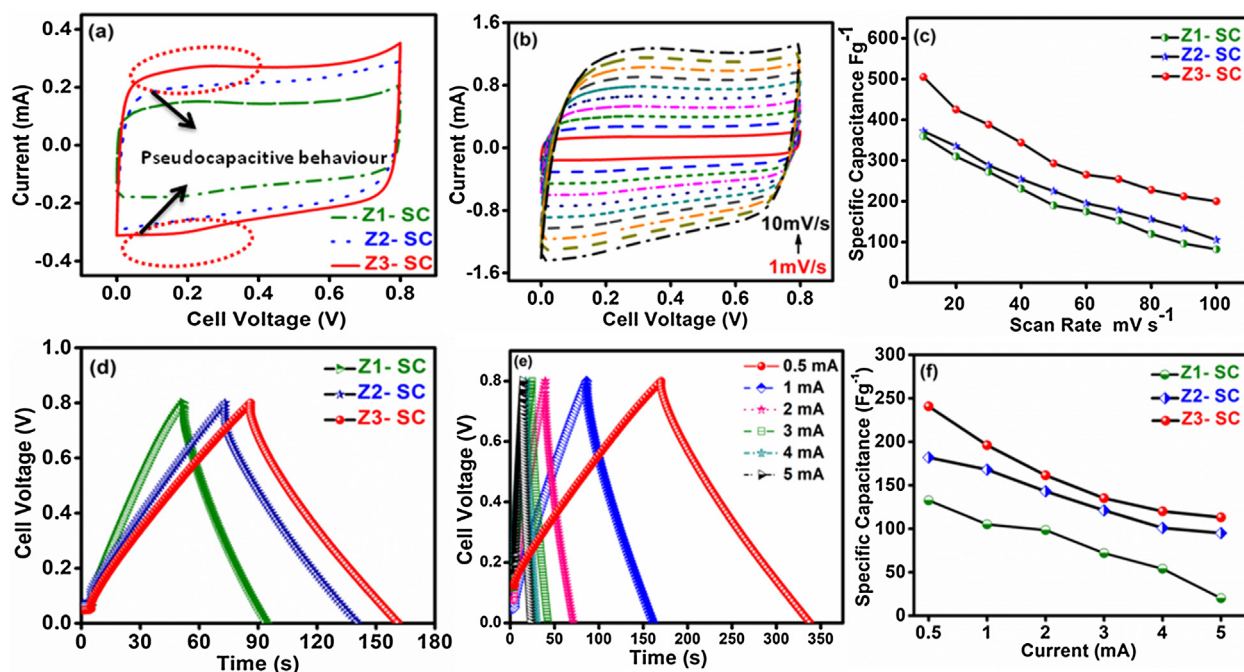 (a)
Current (mA)
0.4
0.2
0.0
-0.2
-0.4
Pseudocapacitive behaviour
Z1- SC
Z2- SC
Z3- SC
0.0 0.2 0.4 0.6 0.8
Cell Voltage (V)
(b)
Current (mA)
1.6
0.8
0.0
-0.8
-1.6
10mV/s
1mV/s
0.0 0.1 0.2 0.3 0.4 0.5 0.6 0.7 0.8
Cell Voltage (V)
(c)
Specific Capacitance Fg-1
600
500
400
300
200
100
0
Z1- SC
Z2- SC
Z3- SC
20 40 60 80 100
Scan Rate mV s-1
(d)
Cell Voltage (V)
1.0
0.8
0.6
0.4
0.2
0.0
Z1- SC
Z2- SC
Z3- SC
0 30 60 90 120 150 180
Time (s)
(e)
Cell Voltage (V)
1.2
0.8
0.4
0.0
0.5 mA
1 mA
2 mA
3 mA
4 mA
5 mA
0 50 100 150 200 250 300 350
Time (s)
(f)
Specific Capacitance (Fg-1)
300
250
200
150
100
50
0
Z1- SC
Z2- SC
Z3- SC
0.5 1 2 3 4 5
Current (mA)